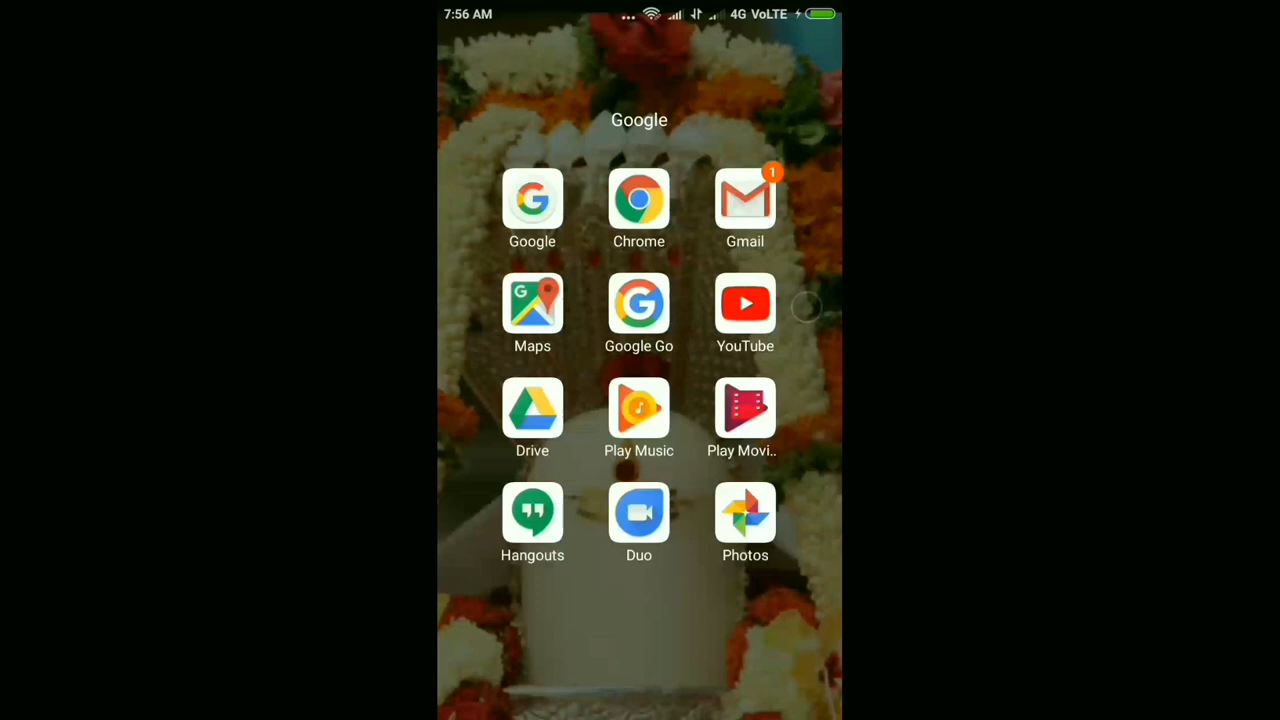 7:56 AM
4G VoLTE
Google
1
Google Chrome Gmail
G
Maps Google Go YouTube
Drive Play Music Play Movi..
Hangouts Duo Photos